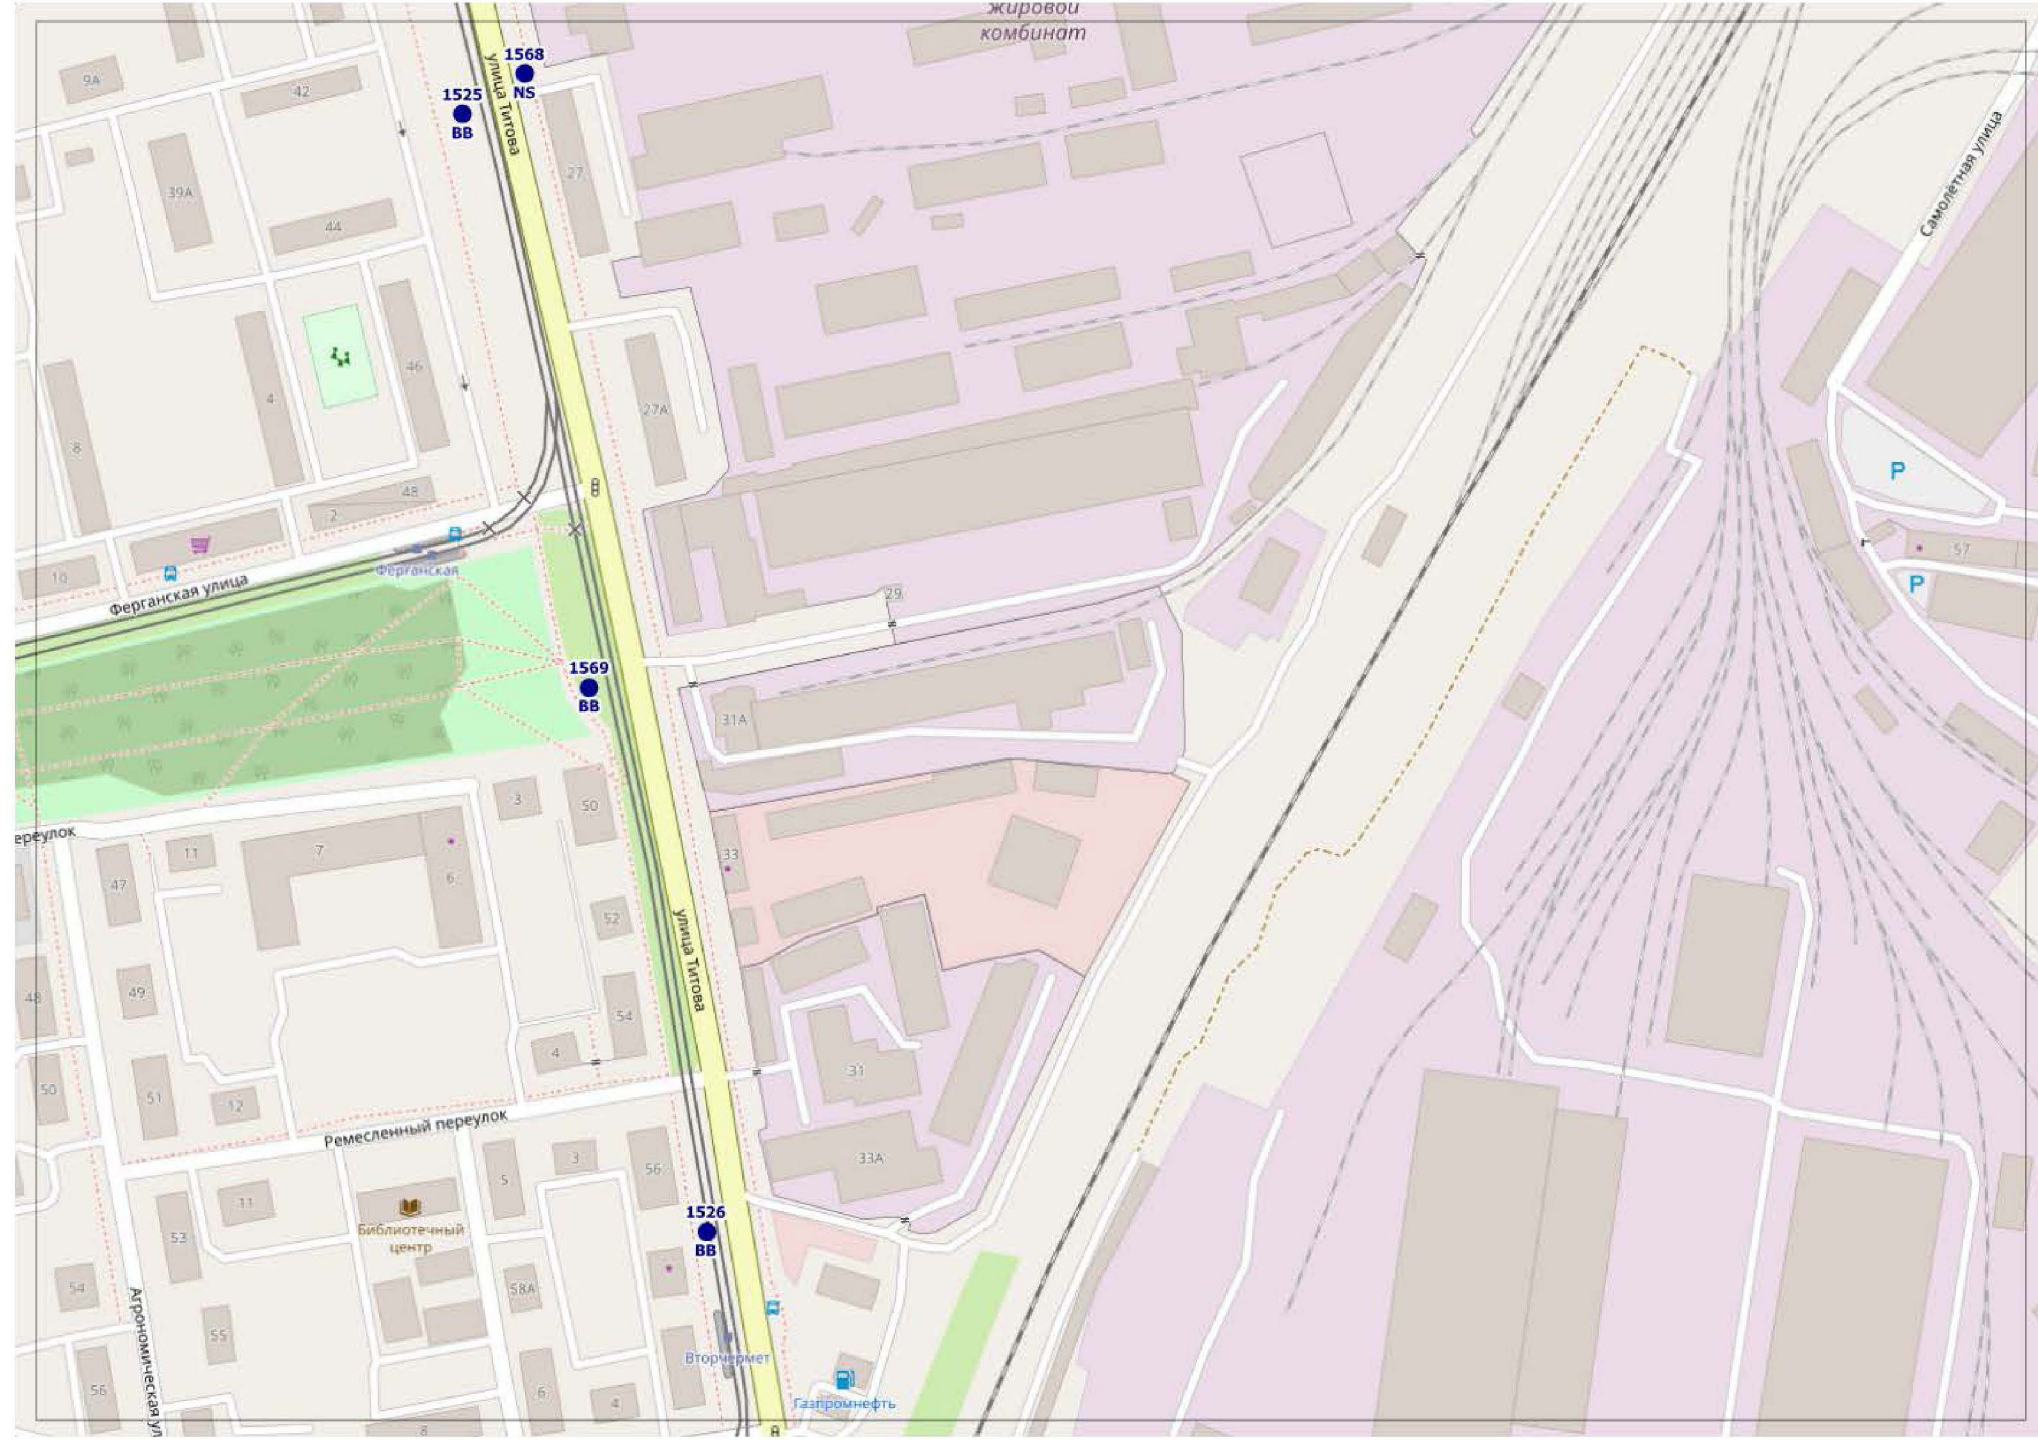 жировой
комбинат
1568
NS
1525
BB
улица Титова
9А
42
27
39А
44
Самолётная улица
46
4
27А
8
48
2
P
10
Ферганская
Ферганская улица
57
P
29
1569
BB
31А
3
50
ереулок
11
7
6
33
47
52
улица Титова
49
48
54
4
31
50
51
12
Ремесленный переулок
33А
3
56
5
11
1526
BB
Библиотечный
центр
53
54
58А
Агрономическая ул
55
Вторчермет
56
6
4
Газпромнефть
8